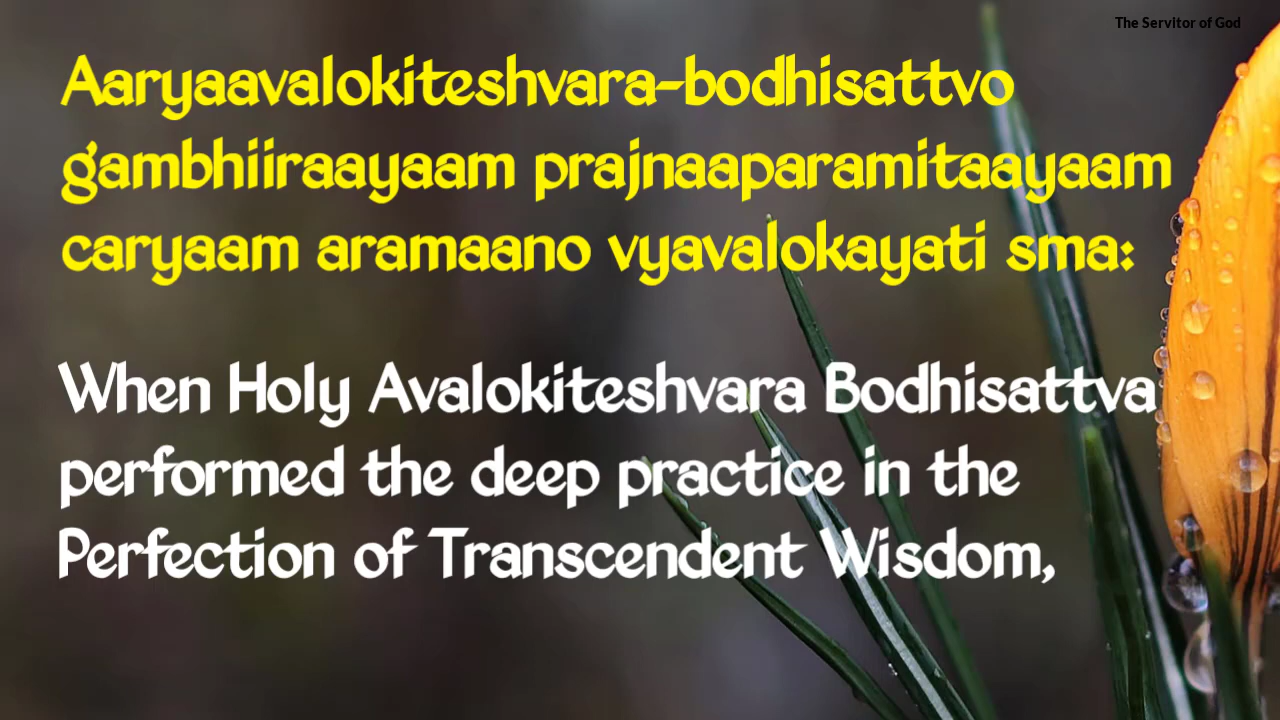 The Servitor of God
Aaryaavalokiteshvara-bodhisattvo
gambhiiraayaam prajnaaparamitaayaam
caryaam aramaano vyavalokayati sma:
When Holy Avalokiteshvara Bodhisattva
performed the deep practice in the
Perfection of Transcendent Wisdom,